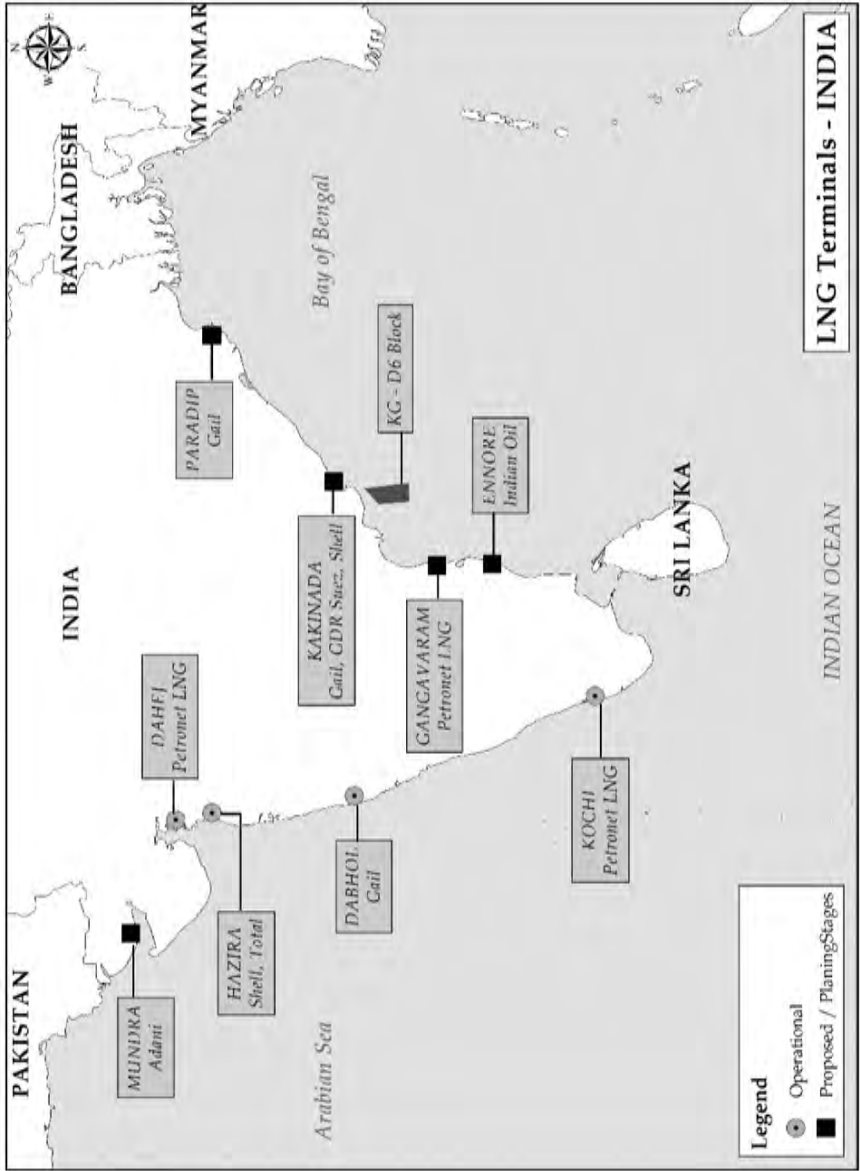 PAKISTAN
INDIA
BANGLADESH
MYANMAR
N
E
S
W
MUNDRA
Adani
DAHEJ
Petronet LNG
HAZIRA
Shell, Total
PARADIP
Gail
DABHOL
Gail
KAKINADA
Gail, GDR Suez, Shell
KG - D6 Block
GANGAVARAM
Petronet LNG
ENNORE
Indian Oil
KOCHI
Petronet LNG
Arabian Sea
Bay of Bengal
SRI LANKA
INDIAN OCEAN
Legend
Operational
Proposed / PlaningStages
LNG Terminals - INDIA